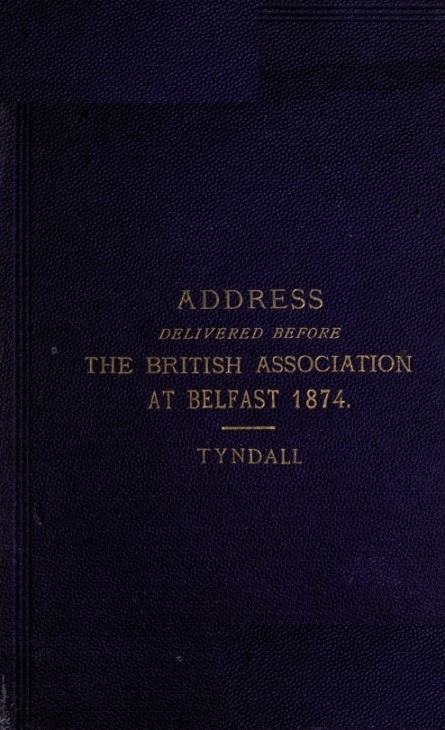 ADDRESS
DELIVERED BEFORE
THE BRITISH ASSOCIATION
AT BELFAST 1874.
TYNDALL